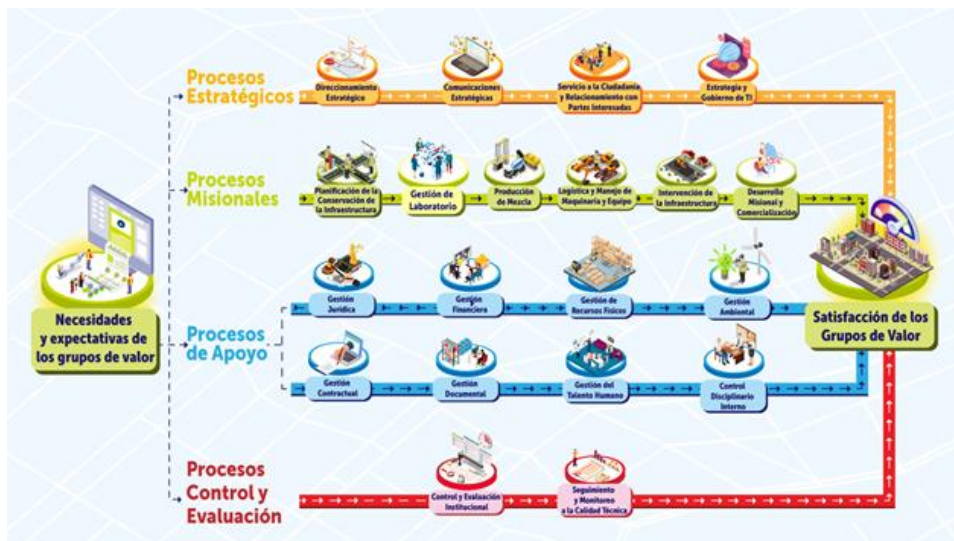 Procesos
Estratégicos
Direccionamiento
Estratégico
Comunicaciones
Estratégicas
Servicio a la Ciudadanía
y Relacionamiento con
Partes Interesadas
Estrategia y
Gobierno de TI
Procesos
Misionales
Planificación de la
Conservación de
la Infraestructura
Gestión de
Laboratorio
Producción
de Mezcla
Logística y Manejo de
Maquinaria y Equipo
Intervención de
la Infraestructura
Desarrollo
Misional y
Comercialización
Necesidades
y expectativas de
los grupos de valor
Procesos
de Apoyo
Gestión
Jurídica
Gestión
Financiera
Gestión de
Recursos Físicos
Gestión
Ambiental
Gestión
Contractual
Gestión
Documental
Gestión del
Talento Humano
Control
Disciplinario
Interno
Satisfacción de los
Grupos de Valor
Procesos
Control y
Evaluación
Control y Evaluación
Institucional
Seguimiento
y Monitoreo
a la Calidad Técnica